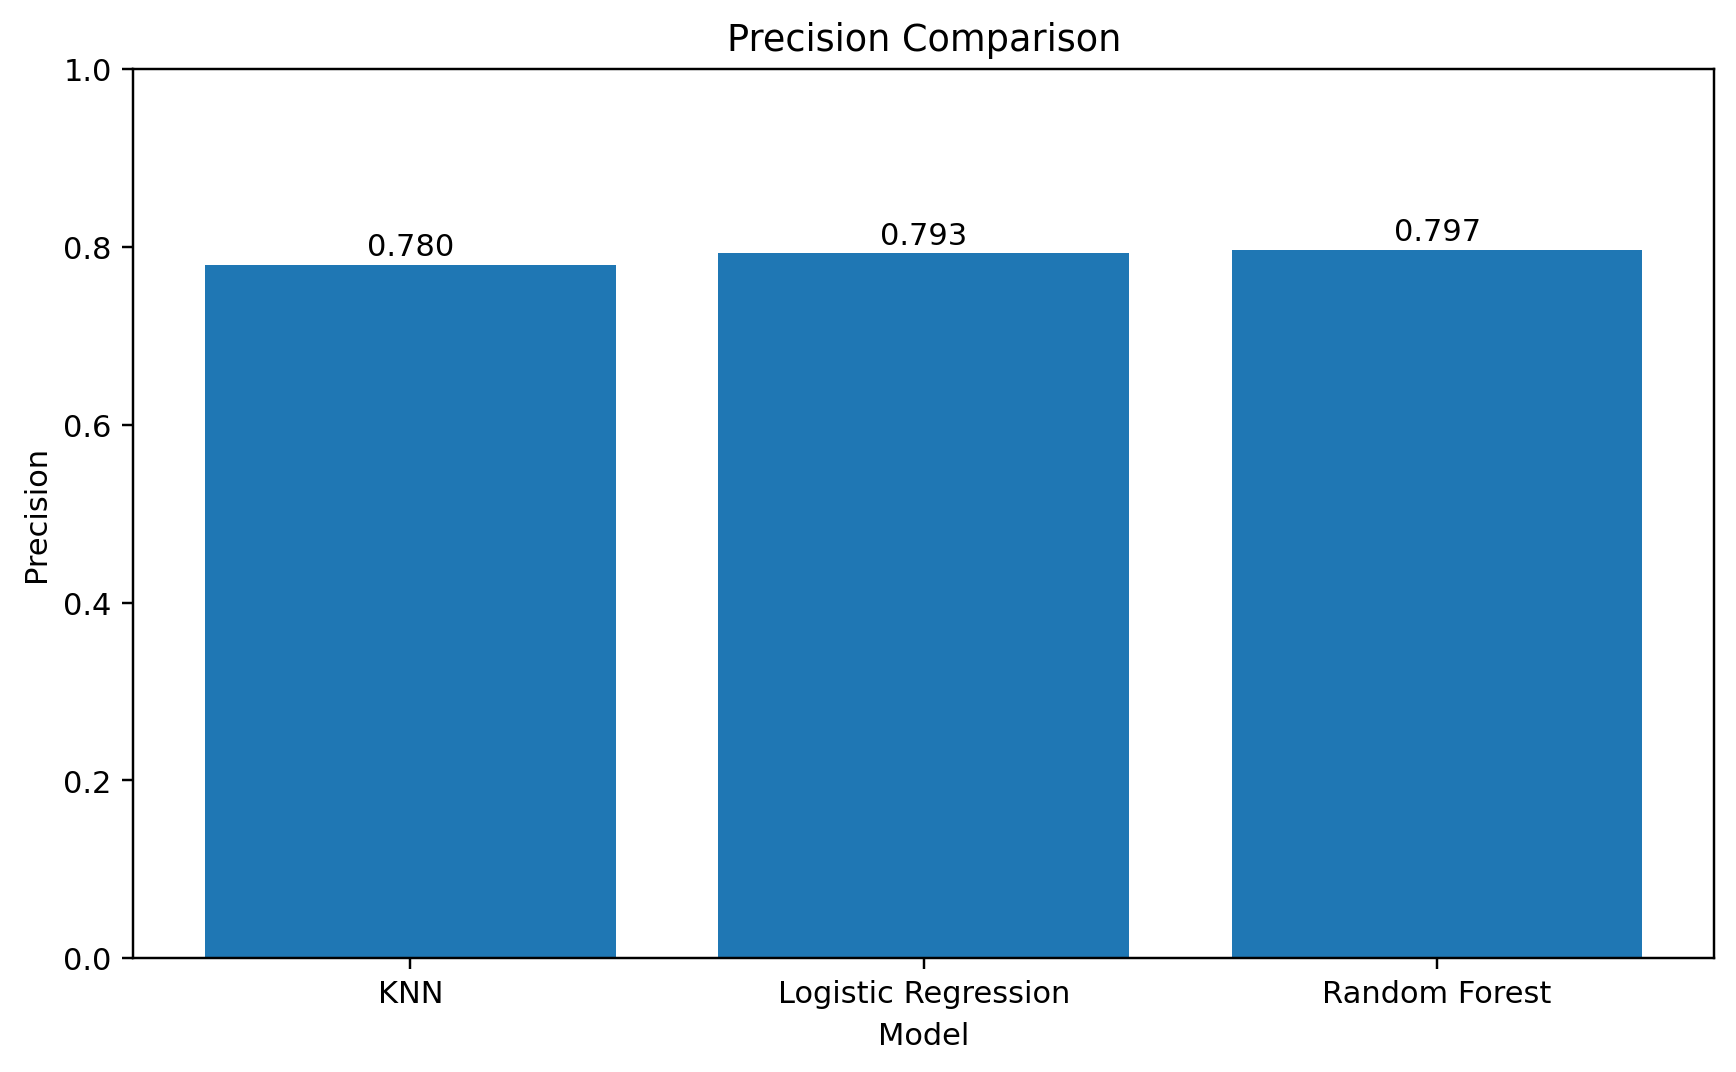 Precision Comparison
1.0
0.8
0.6
0.4
0.2
0.0
Precision
0.780
0.793
0.797
KNN
Logistic Regression
Random Forest
Model